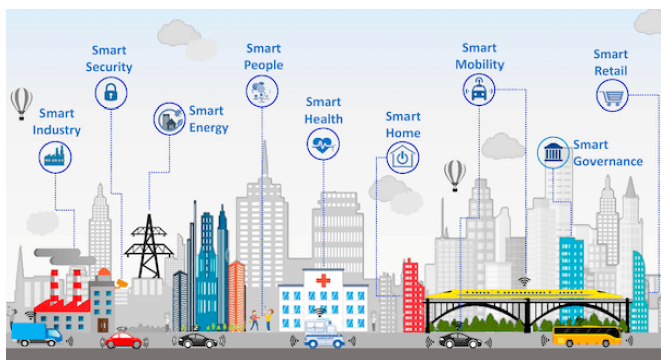 Smart
Security
Smart
People
Smart
Mobility
Smart
Retail
Smart
Industry
Smart
Energy
Smart
Health
Smart
Home
Smart
Governance